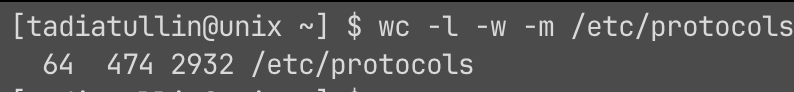 [tadiatullin@unix ~] $ wc -l -w -m /etc/protocols
64 474 2932 /etc/protocols